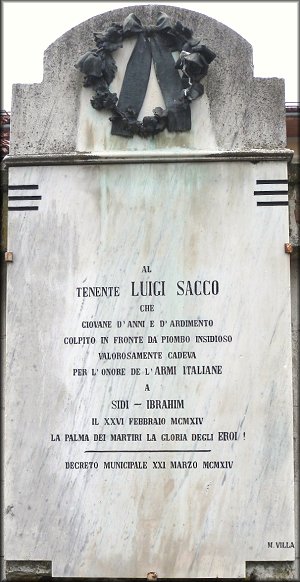 AL
TENENTE LUIGI SACCO
CHE
GIOVANE D'ANNI E D'ARDIMENTO
COLPITO IN FRONTE DA PIOMBO INSIDIOSO
VALOROSAMENTE CADEVA
PER L'ONORE DE L'ARMI ITALIANE
A
SIDI - IBRAHIM
IL XXVI FEBBRAIO MCMXIV
LA PALMA DEI MARTIRI LA GLORIA DEGLI EROI !
DECRETO MUNICIPALE XXI MARZO MCMXIV
M. VILLA